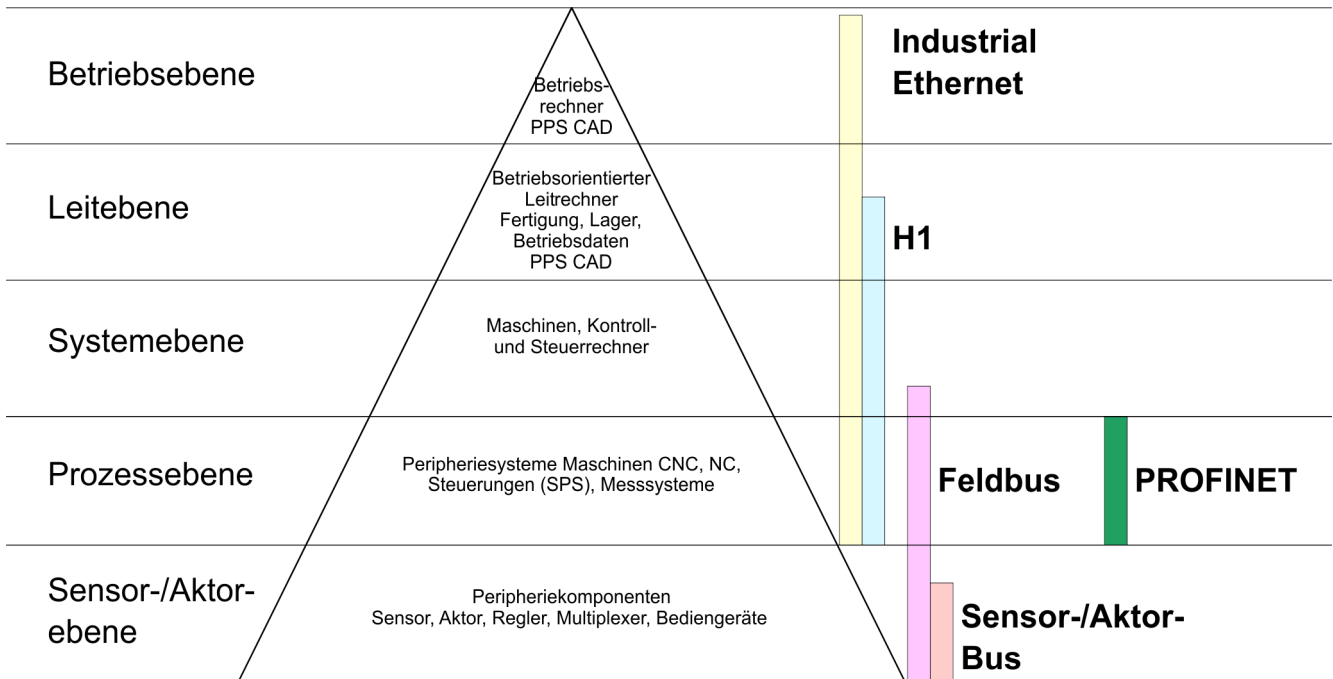 Betriebsebene
Betriebs-
rechner
PPS CAD
Industrial
Ethernet
Leitebene
Betriebsorientierter
Leitrechner
Fertigung, Lager,
Betriebsdaten
PPS CAD
H1
Systemebene
Maschinen, Kontroll-
und Steuerrechner
Prozessebene
Peripheriesysteme Maschinen CNC, NC,
Steuerungen (SPS), Messsysteme
Feldbus
PROFINET
Sensor-/Aktor-
ebene
Peripheriekomponenten
Sensor, Aktor, Regler, Multiplexer, Bediengeräte
Sensor-/Aktor-
Bus